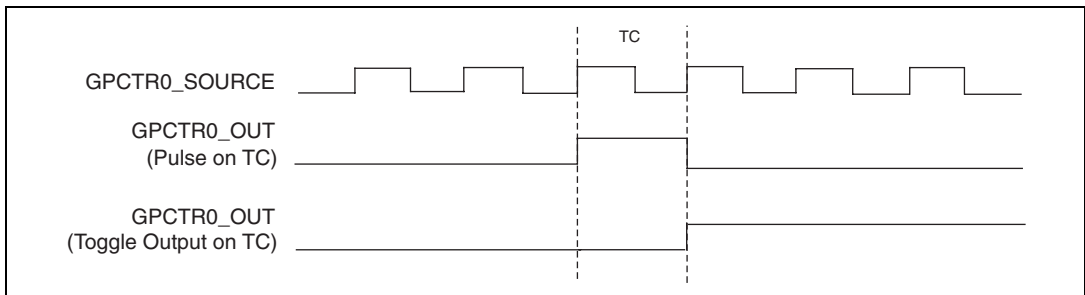 TC
GPCTR0_SOURCE
GPCTR0_OUT
(Pulse on TC)
GPCTR0_OUT
(Toggle Output on TC)